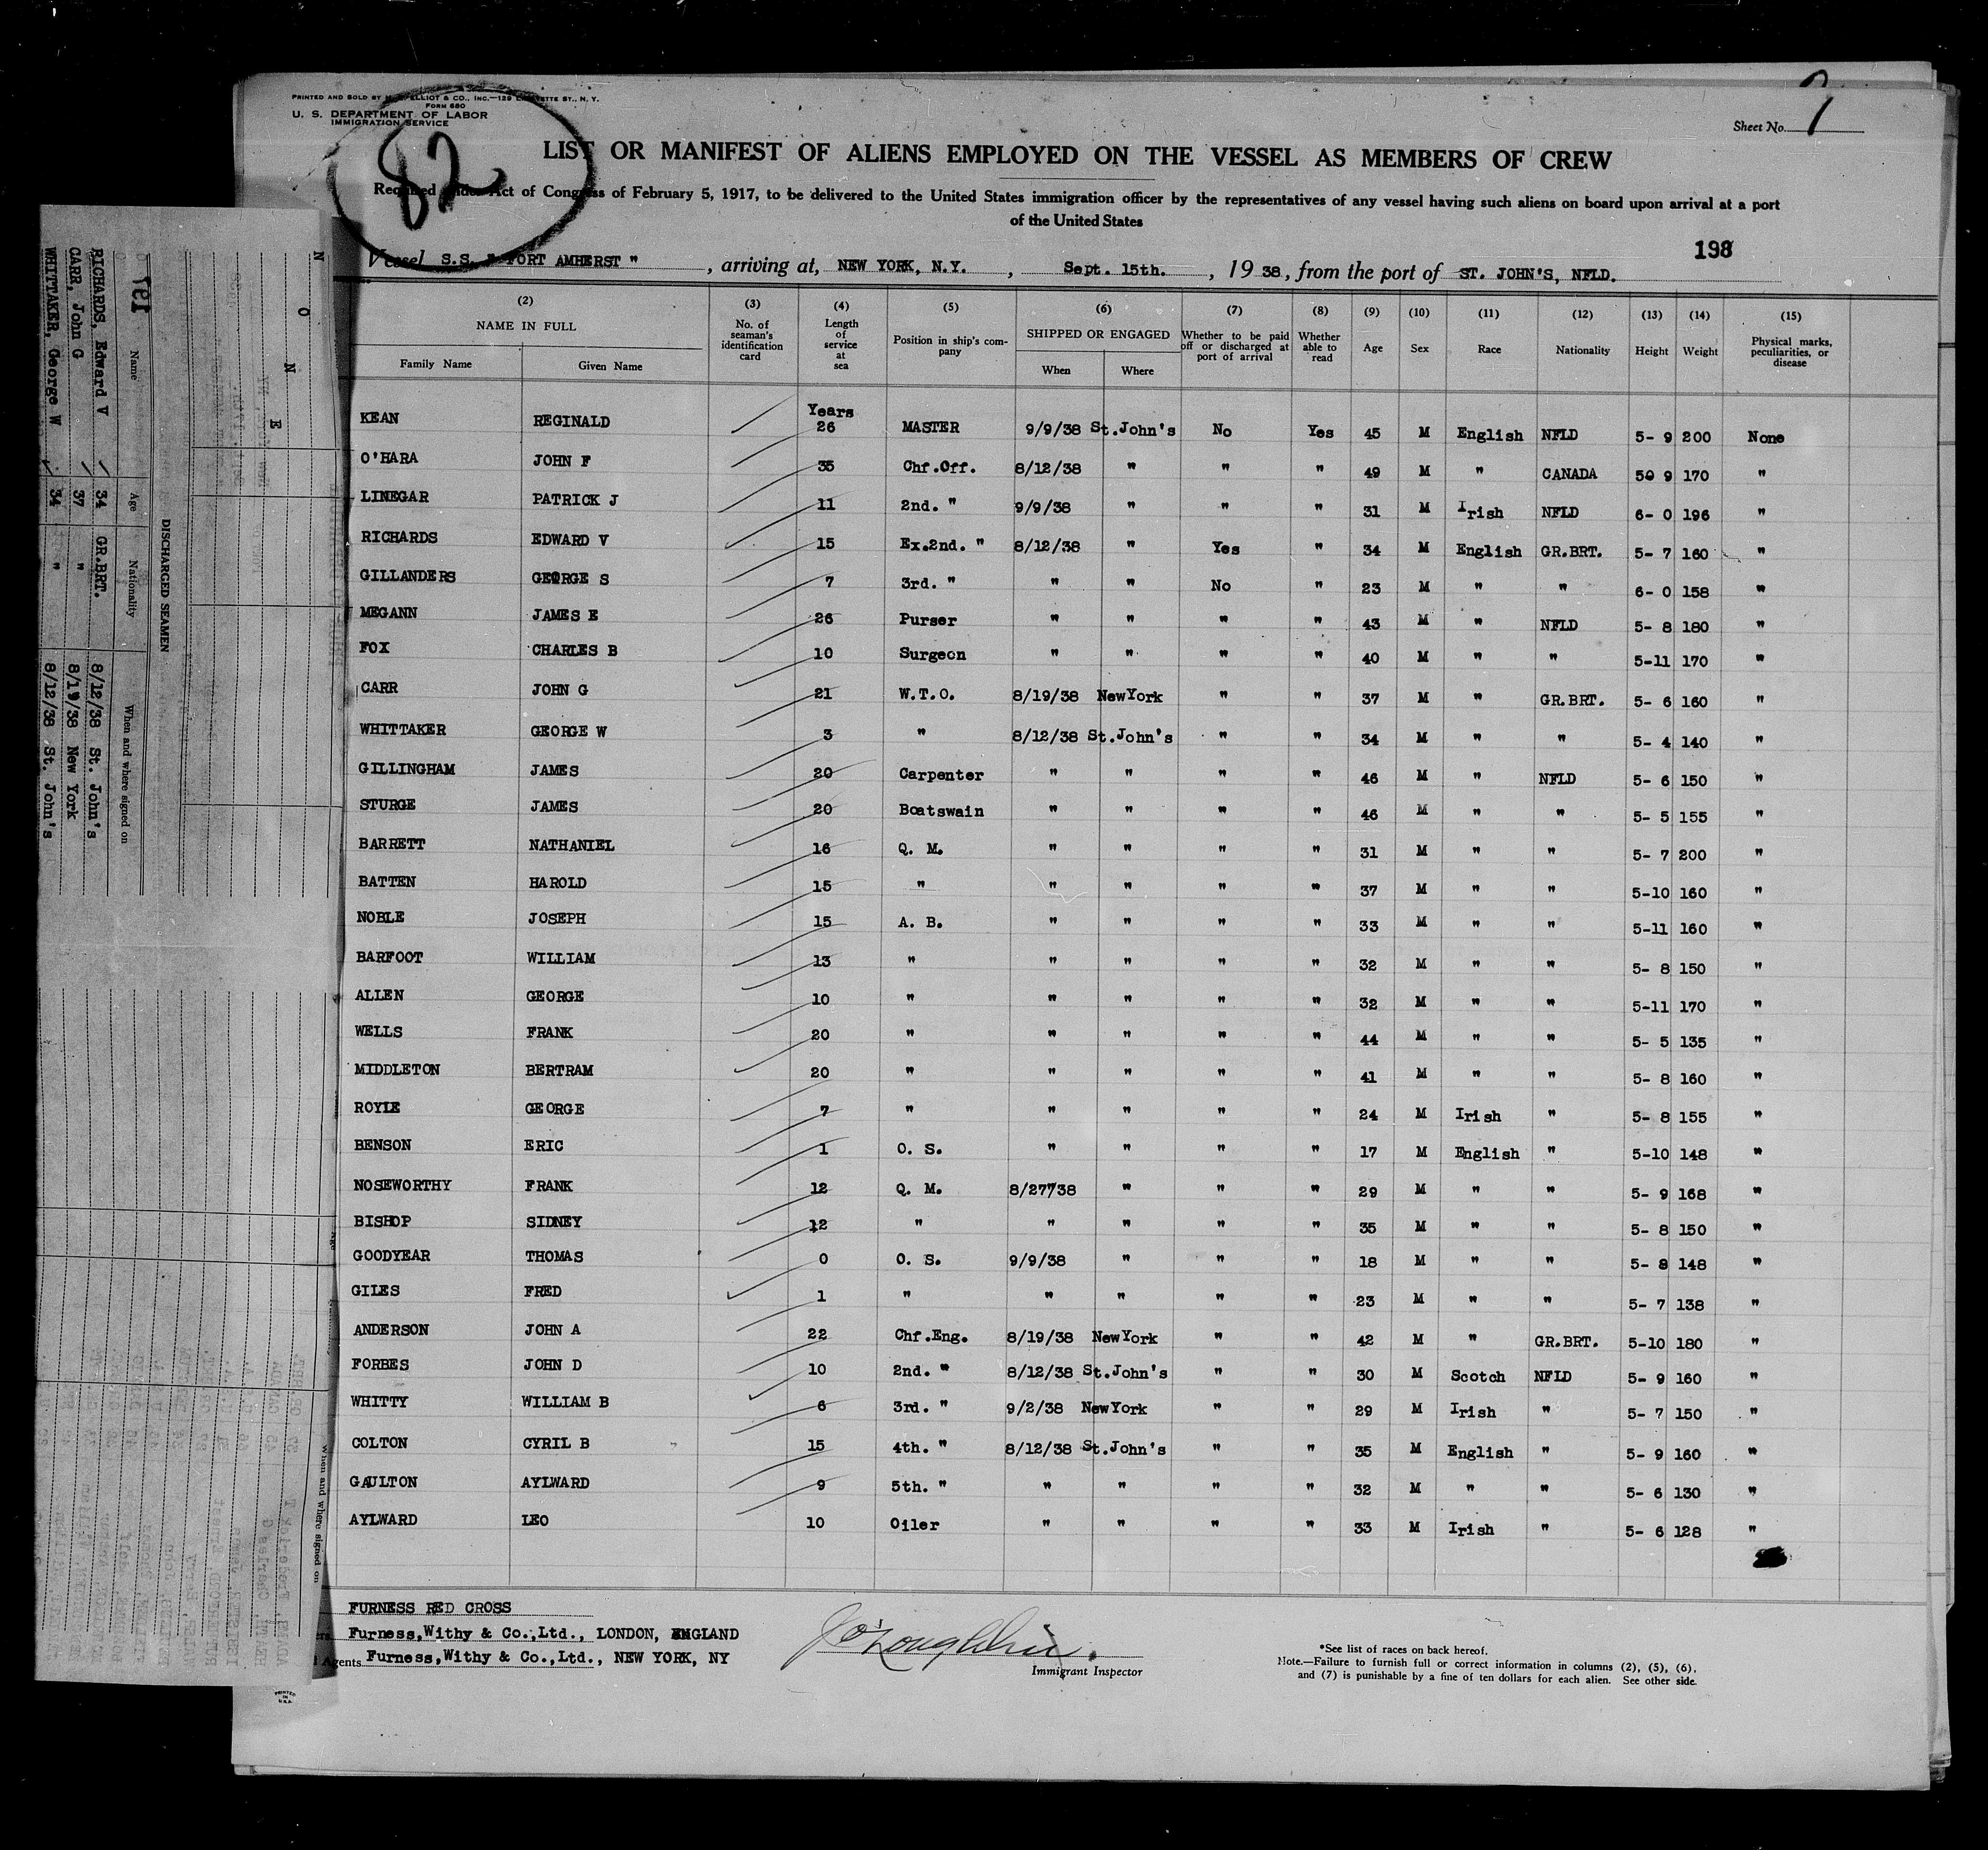 PRINTED AND SOLD BY ELLIOT & CO., INC.—129 ST., N. Y.
FORM 680
U. S. DEPARTMENT OF LABOR
IMMIGRATION SERVICE
82
Sheet No.
LIST OR MANIFEST OF ALIENS EMPLOYED ON THE VESSEL AS MEMBERS OF CREW
Required under Act of Congress of February 5, 1917, to be delivered to the United States immigration officer by the representatives of any vessel having such aliens on board upon arrival at a port
of the United States
198
Vessel S.S. " FORT AMHERST ", arriving at, NEW YORK, N.Y., Sept. 15th., 19 38, from the port of ST. JOHN'S, NFLD.
(2) (3) (4) (5) (6) (7) (8) (9) (10) (11) (12) (13) (14) (15)
NAME IN FULL No. of seaman's identification card Length of service at sea Position in ship's company SHIPPED OR ENGAGED Whether to be paid off or discharged at port of arrival Whether able to read Age Sex Race Nationality Height Weight Physical marks, peculiarities, or disease
Family Name Given Name When Where
Years
KEAN REGINALD 26 MASTER 9/9/38 St.John's No Yes 45 M English NFLD 5- 9 200 None
O'HARA JOHN F 35 Chf.Off. 8/12/38 " " " 49 M " CANADA 50 9 170 "
LINEGAR PATRICK J 11 2nd. " 9/9/38 " " " 31 M Irish NFLD 6- 0 196 "
RICHARDS EDWARD V 15 Ex.2nd. " 8/12/38 " Yes " 34 M English GR.BRT. 5- 7 160 "
GILLANDERS GEORGE S 7 3rd. " " " No " 23 M " " 6- 0 158 "
MEGANN JAMES E 26 Purser " " " " 43 M " NFLD 5- 8 180 "
FOX CHARLES B 10 Surgeon " " " " 40 M " " 5-11 170 "
CARR JOHN G 21 W.T.O. 8/19/38 NewYork " " 37 M " GR.BRT. 5- 6 160 "
WHITTAKER GEORGE W 3 " 8/12/38 St.John's " " 34 M " " 5- 4 140 "
GILLINGHAM JAMES 20 Carpenter " " " " 46 M " NFLD 5- 6 150 "
STURGE JAMES 20 Boatswain " " " " 46 M " " 5- 5 155 "
BARRETT NATHANIEL 16 Q. M. " " " " 31 M " " 5- 7 200 "
BATTEN HAROLD 15 " " " " " 37 M " " 5-10 160 "
NOBLE JOSEPH 15 A. B. " " " " 33 M " " 5-11 160 "
BARFOOT WILLIAM 13 " " " " " 32 M " " 5- 8 150 "
ALLEN GEORGE 10 " " " " " 32 M " " 5-11 170 "
WELLS FRANK 20 " " " " " 44 M " " 5- 5 135 "
MIDDLETON BERTRAM 20 " " " " " 41 M " " 5- 8 160 "
ROYLE GEORGE 7 " " " " " 24 M Irish " 5- 8 155 "
BENSON ERIC 1 O. S. " " " " 17 M English " 5-10 148 "
NOSEWORTHY FRANK 12 Q. M. 8/27/38 " " " 29 M " " 5- 9 168 "
BISHOP SIDNEY 12 " " " " " 35 M " " 5- 8 150 "
GOODYEAR THOMAS 0 O. S. 9/9/38 " " " 18 M " " 5- 8 148 "
GILES FRED 1 " " " " " 23 M " " 5- 7 138 "
ANDERSON JOHN A 22 Chf.Eng. 8/19/38 NewYork " " 42 M " GR.BRT. 5-10 180 "
FORBES JOHN D 10 2nd. " 8/12/38 St.John's " " 30 M Scotch NFLD 5- 9 160 "
WHITTY WILLIAM B 6 3rd. " 9/2/38 NewYork " " 29 M Irish " 5- 7 150 "
COLTON CYRIL B 15 4th. " 8/12/38 St.John's " " 35 M English " 5- 9 160 "
GAULTON AYLWARD 9 5th. " " " " " 32 M " " 5- 6 130 "
AYLWARD LEO 10 Oiler " " " " 33 M Irish " 5- 6 128 "
FURNESS RED CROSS
Furness,Withy & Co.,Ltd., LONDON, ENGLAND
Agents Furness,Withy & Co.,Ltd., NEW YORK, NY
Immigrant Inspector
*See list of races on back hereof.
Note.—Failure to furnish full or correct information in columns (2), (5), (6),
and (7) is punishable by a fine of ten dollars for each alien. See other side.
PRINTED IN U.S.A.
N O N E
DISCHARGED SEAMEN
Name Age Nationality When and where signed on
197
RICHARDS, Edward V 34 GR.BRT. 8/12/38 St. John's
CARR, John G 37 " 8/19/38 New York
WHITTAKER, George W 34 " 8/12/38 St. John's
When and where signed on